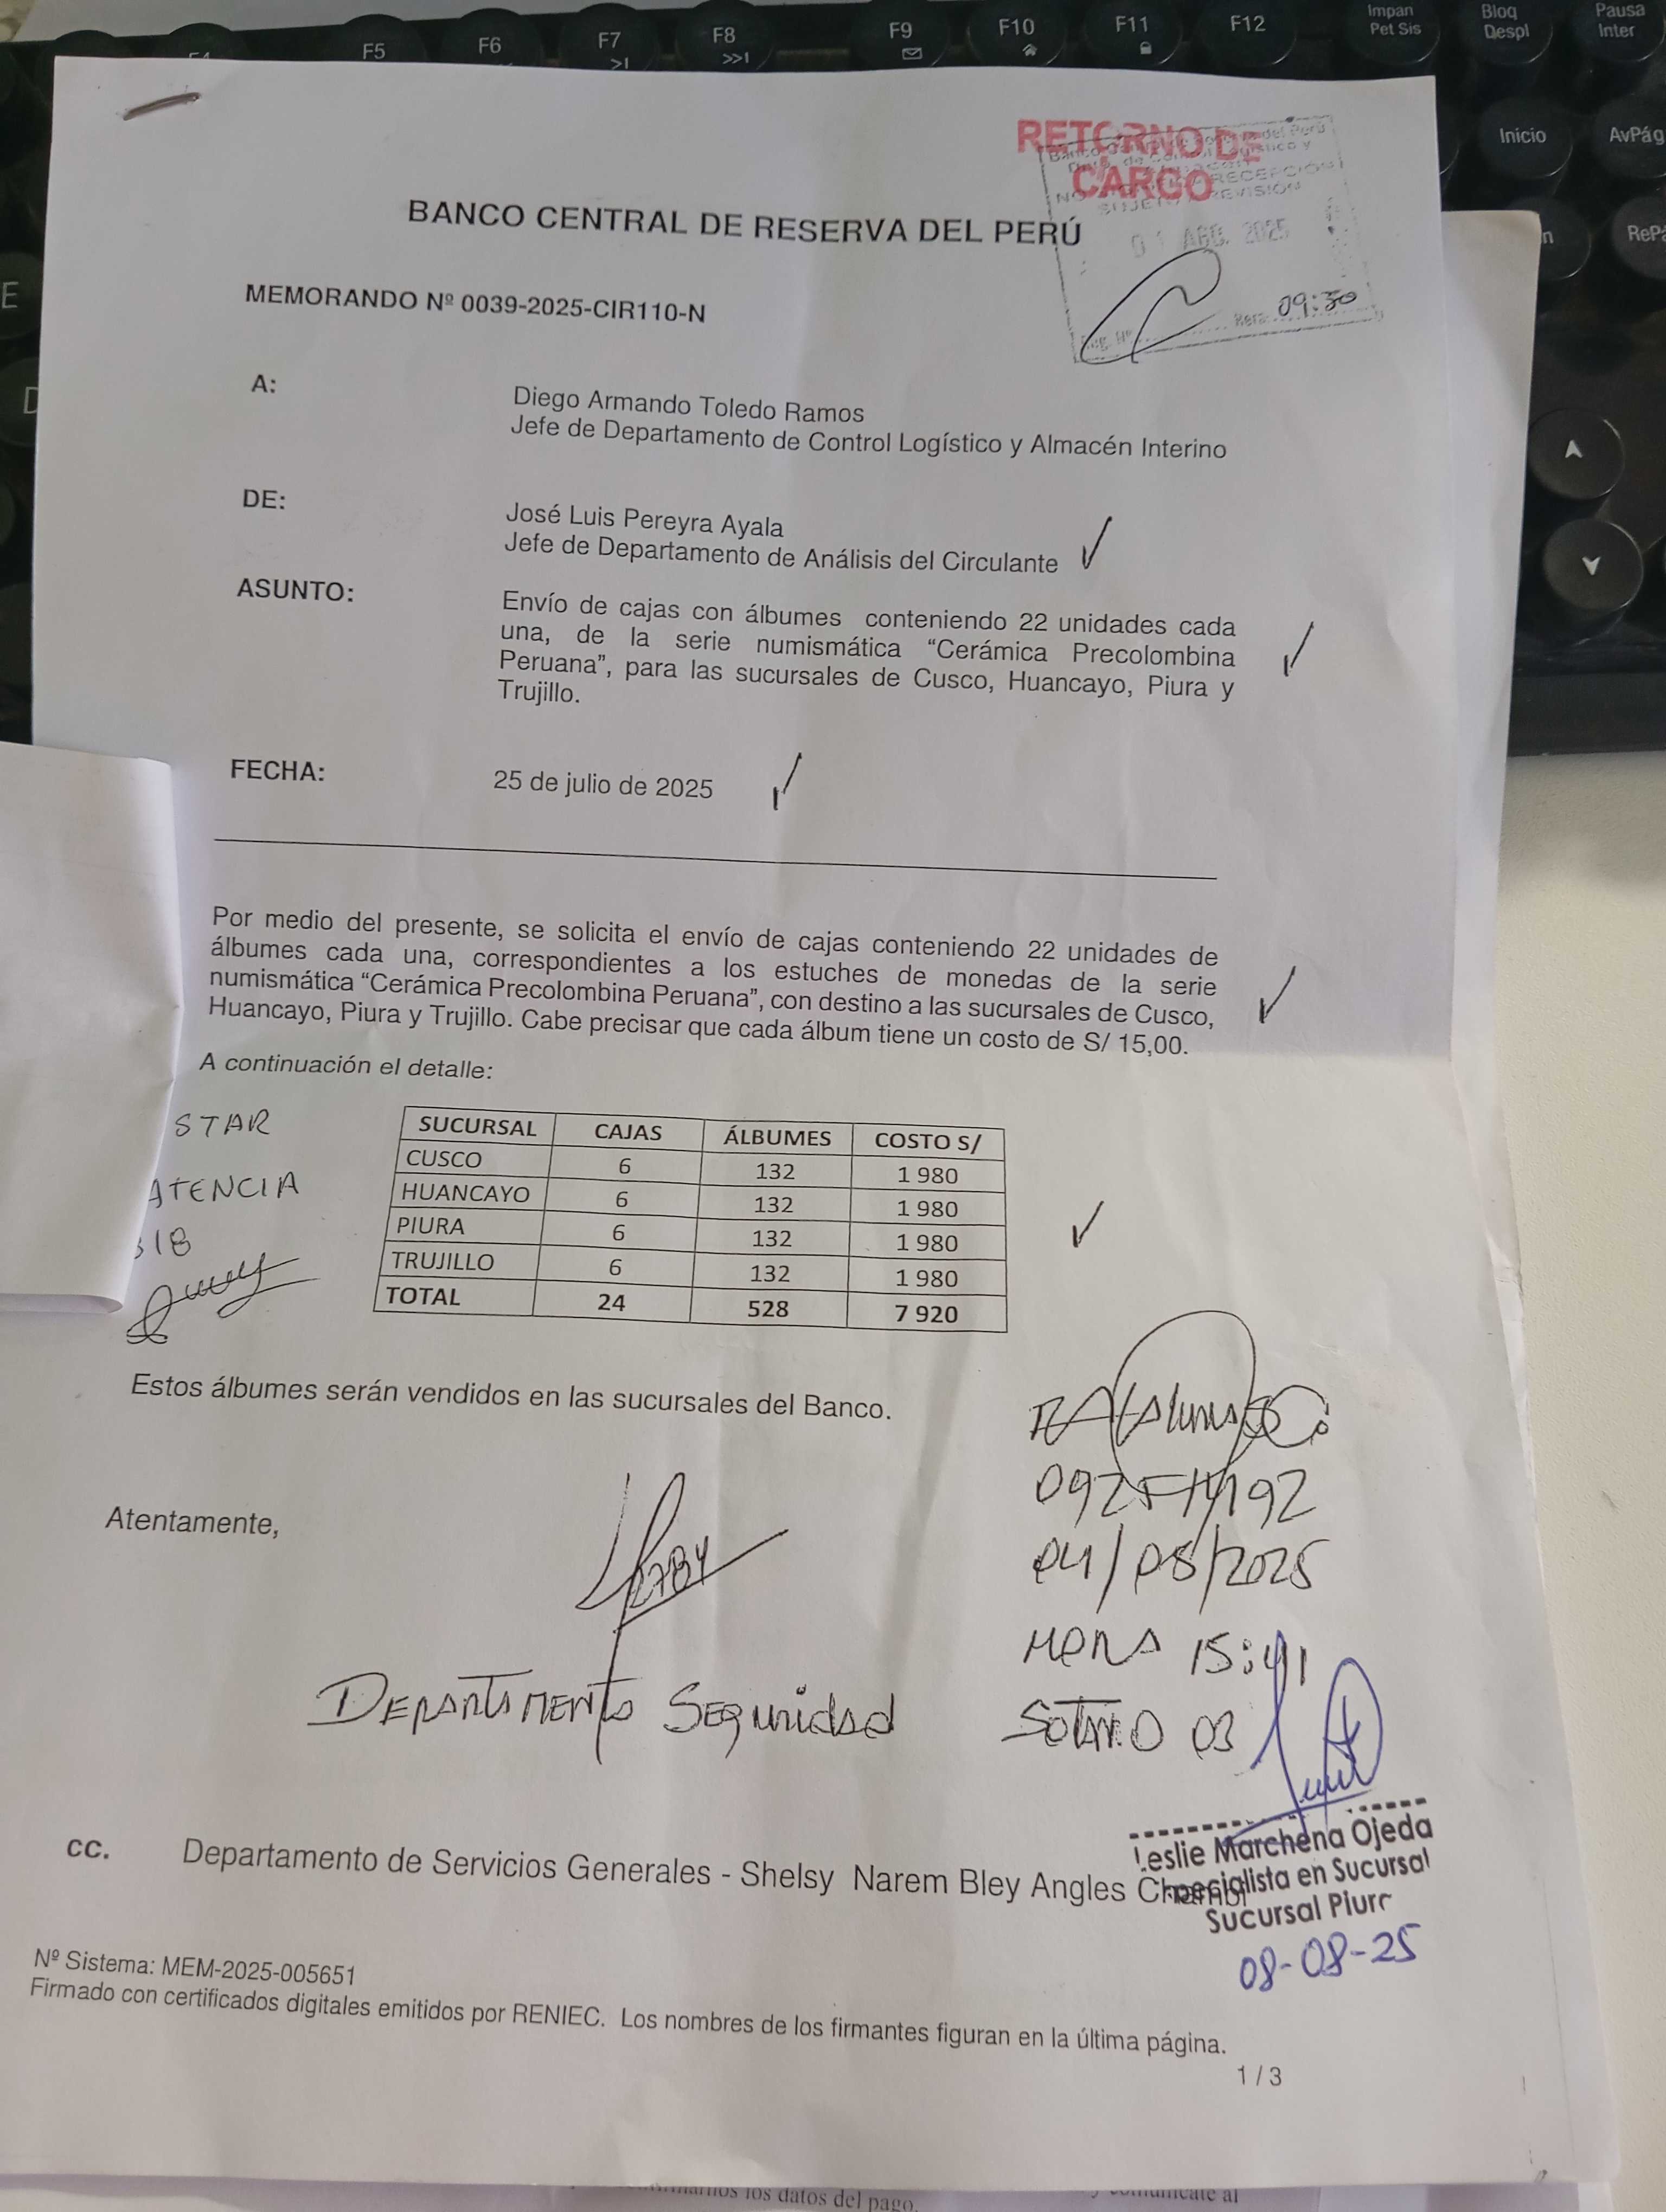 F5 F6 F7 F8 F9 F10 F11 F12
Impan Pet Sis
Bloq Despl
Pausa Inter
Inicio
AvPág
E
RETORNO DE
CARGO
RECEPCION
01 AGO. 2025
09:30
BANCO CENTRAL DE RESERVA DEL PERÚ
MEMORANDO Nº 0039-2025-CIR110-N
A:
Diego Armando Toledo Ramos
Jefe de Departamento de Control Logístico y Almacén Interino
DE:
José Luis Pereyra Ayala
Jefe de Departamento de Análisis del Circulante
ASUNTO:
Envío de cajas con álbumes conteniendo 22 unidades cada
una, de la serie numismática “Cerámica Precolombina
Peruana”, para las sucursales de Cusco, Huancayo, Piura y
Trujillo.
FECHA:
25 de julio de 2025
Por medio del presente, se solicita el envío de cajas conteniendo 22 unidades de
álbumes cada una, correspondientes a los estuches de monedas de la serie
numismática “Cerámica Precolombina Peruana”, con destino a las sucursales de Cusco,
Huancayo, Piura y Trujillo. Cabe precisar que cada álbum tiene un costo de S/ 15,00.
A continuación el detalle:
STAR
ATENCIA
SUCURSAL CAJAS ÁLBUMES COSTO S/
CUSCO 6 132 1 980
HUANCAYO 6 132 1 980
PIURA 6 132 1 980
TRUJILLO 6 132 1 980
TOTAL 24 528 7 920
Estos álbumes serán vendidos en las sucursales del Banco.
Atentamente,
04/08/2025
HORA 15:41
SOTANO 03
DEPARTAMENTO SEGURIDAD
Leslie Marchena Ojeda
Especialista en Sucursal
Sucursal Piura
08-08-25
cc. Departamento de Servicios Generales - Shelsy Narem Bley Angles Chambi
Nº Sistema: MEM-2025-005651
Firmado con certificados digitales emitidos por RENIEC. Los nombres de los firmantes figuran en la última página.
1 / 3
los datos del pago.